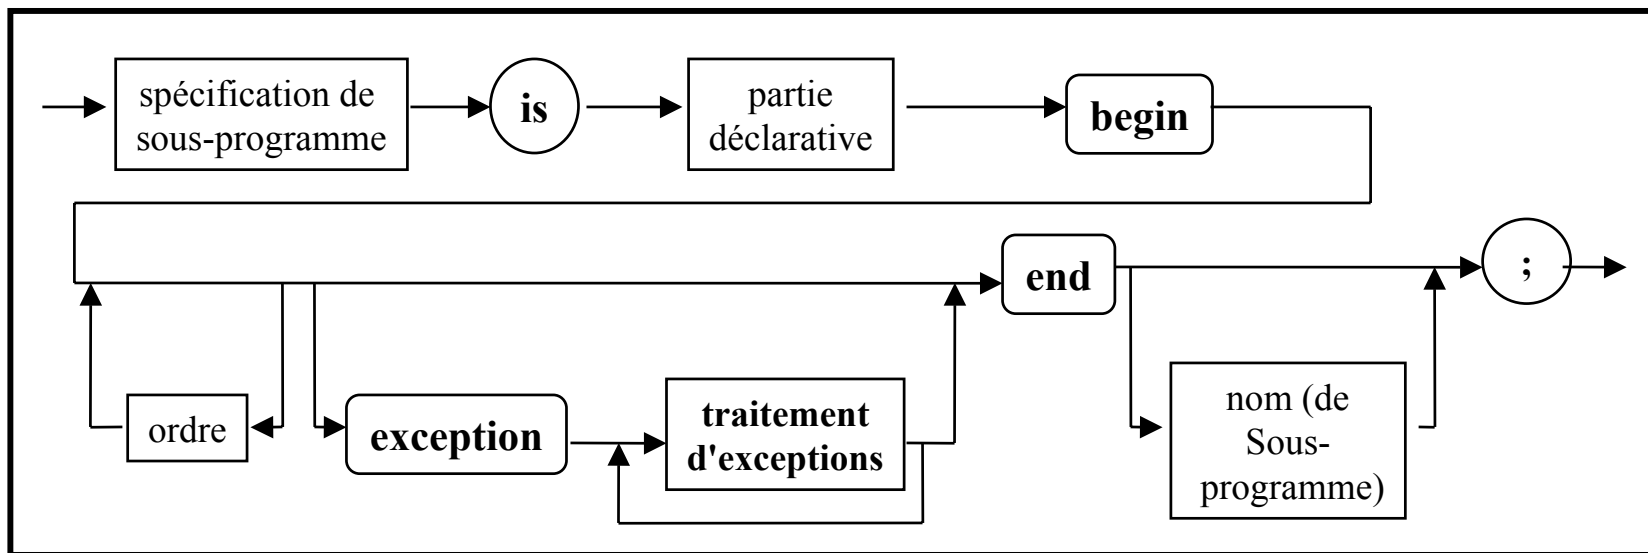 spécification de
sous-programme
is
partie
déclarative
begin
end
;
ordre
exception
traitement
d'exceptions
nom (de
Sous-
programme)